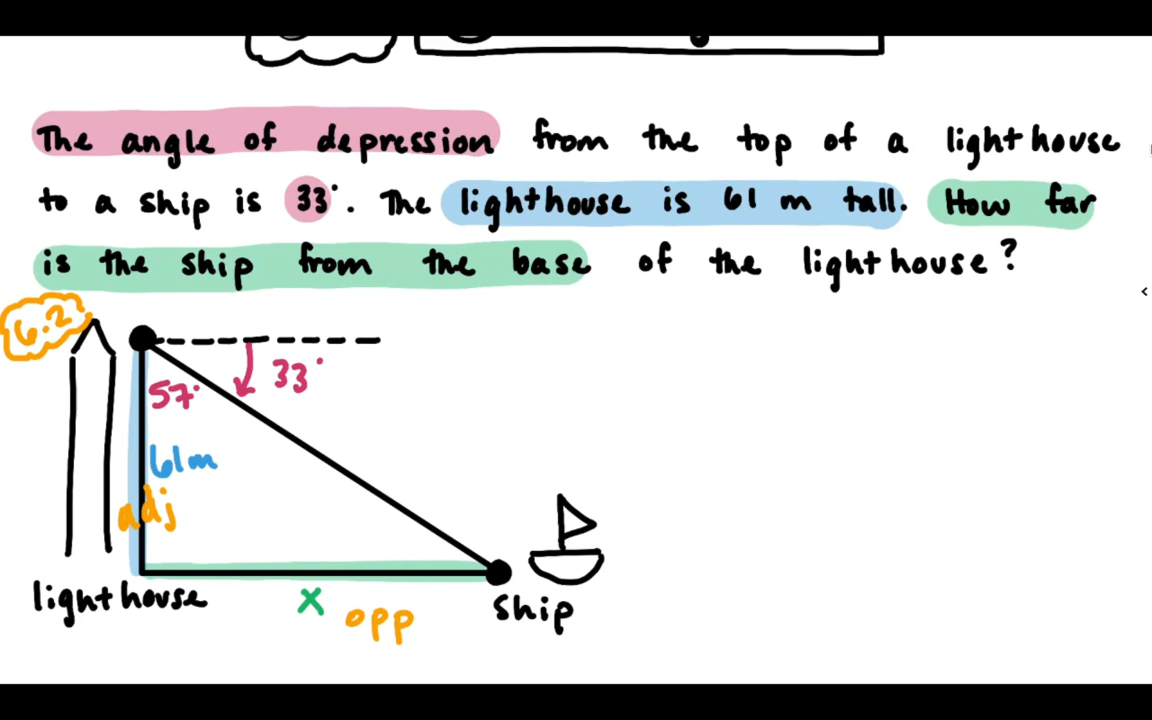 The angle of depression from the top of a lighthouse
to a ship is 33°. The lighthouse is 61 m tall. How far
is the ship from the base of the lighthouse?
6.2
57°
33°
61m
adj
lighthouse
x
opp
ship